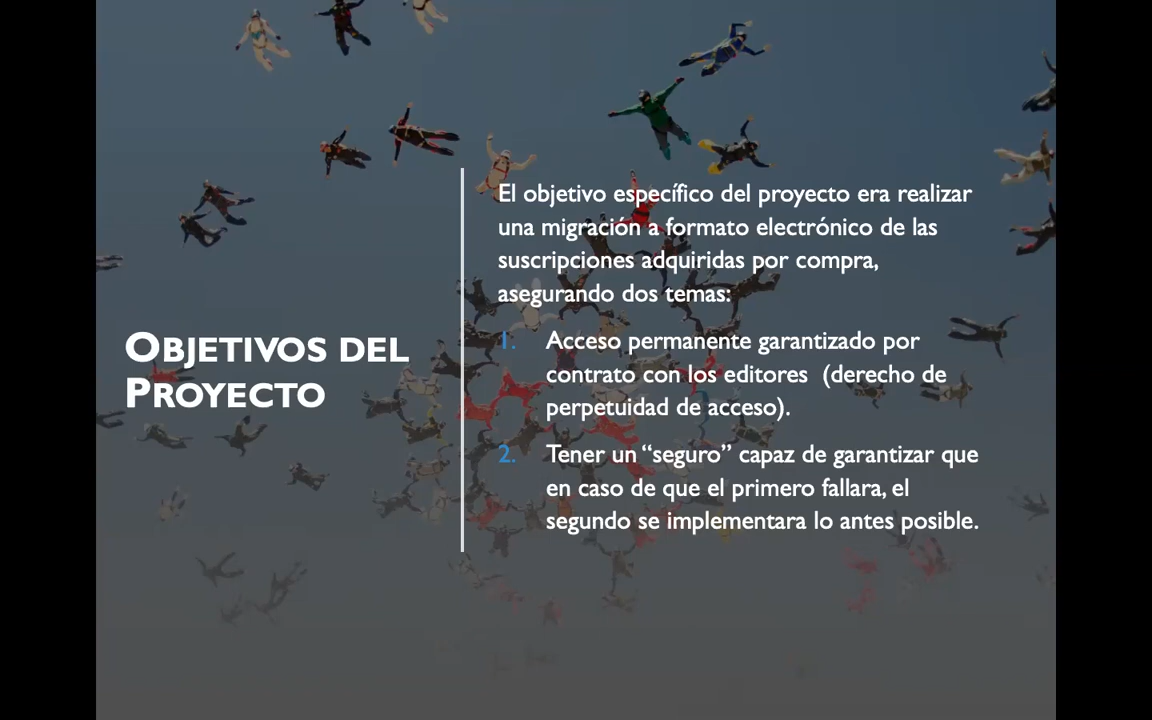 OBJETIVOS DEL
PROYECTO
El objetivo específico del proyecto era realizar
una migración a formato electrónico de las
suscripciones adquiridas por compra,
asegurando dos temas:
1. Acceso permanente garantizado por
contrato con los editores (derecho de
perpetuidad de acceso).
2. Tener un “seguro” capaz de garantizar que
en caso de que el primero fallara, el
segundo se implementara lo antes posible.